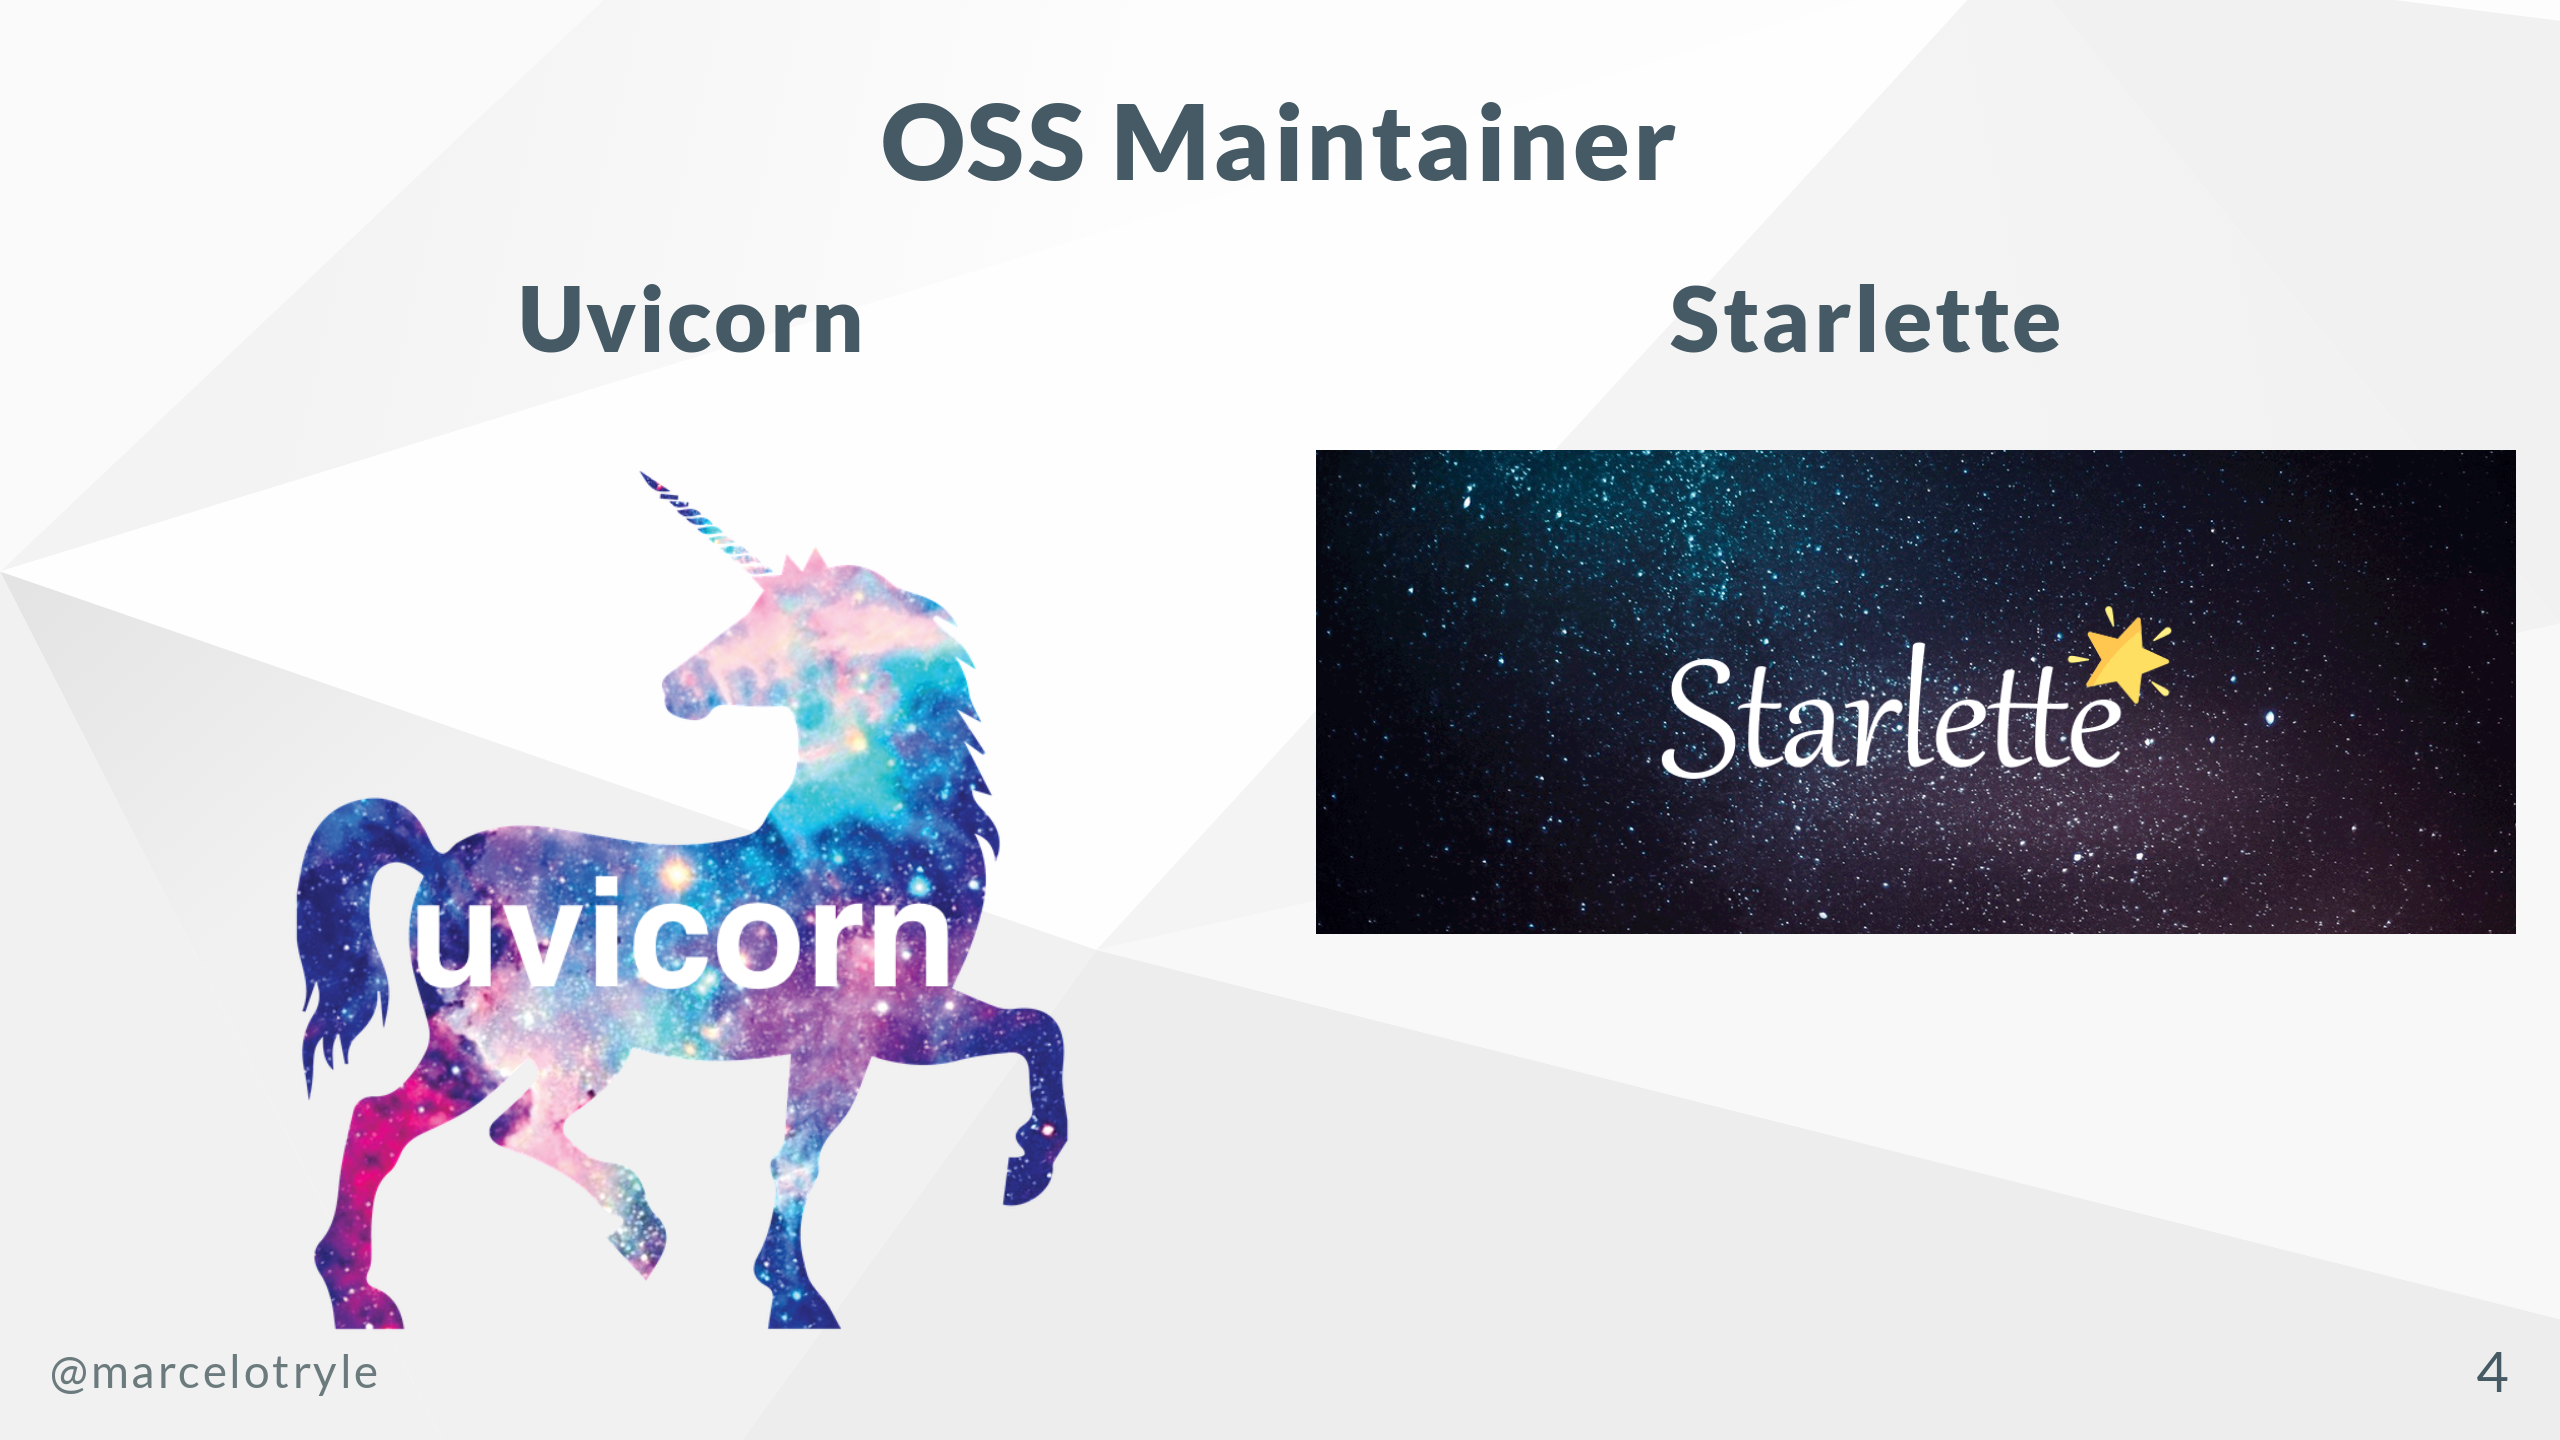 OSS Maintainer
Uvicorn
Starlette
uvicorn
Starlette
@marcelotryle
4